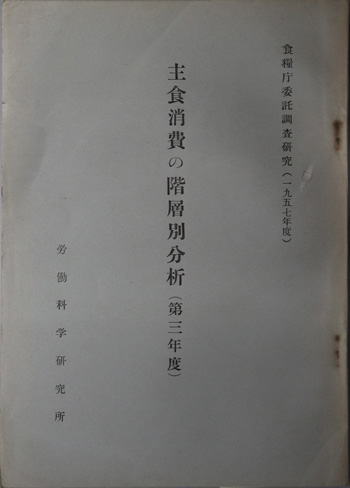 食糧庁委託調査研究（一九五七年度）
主食消費の階層別分析（第三年度）
労働科学研究所